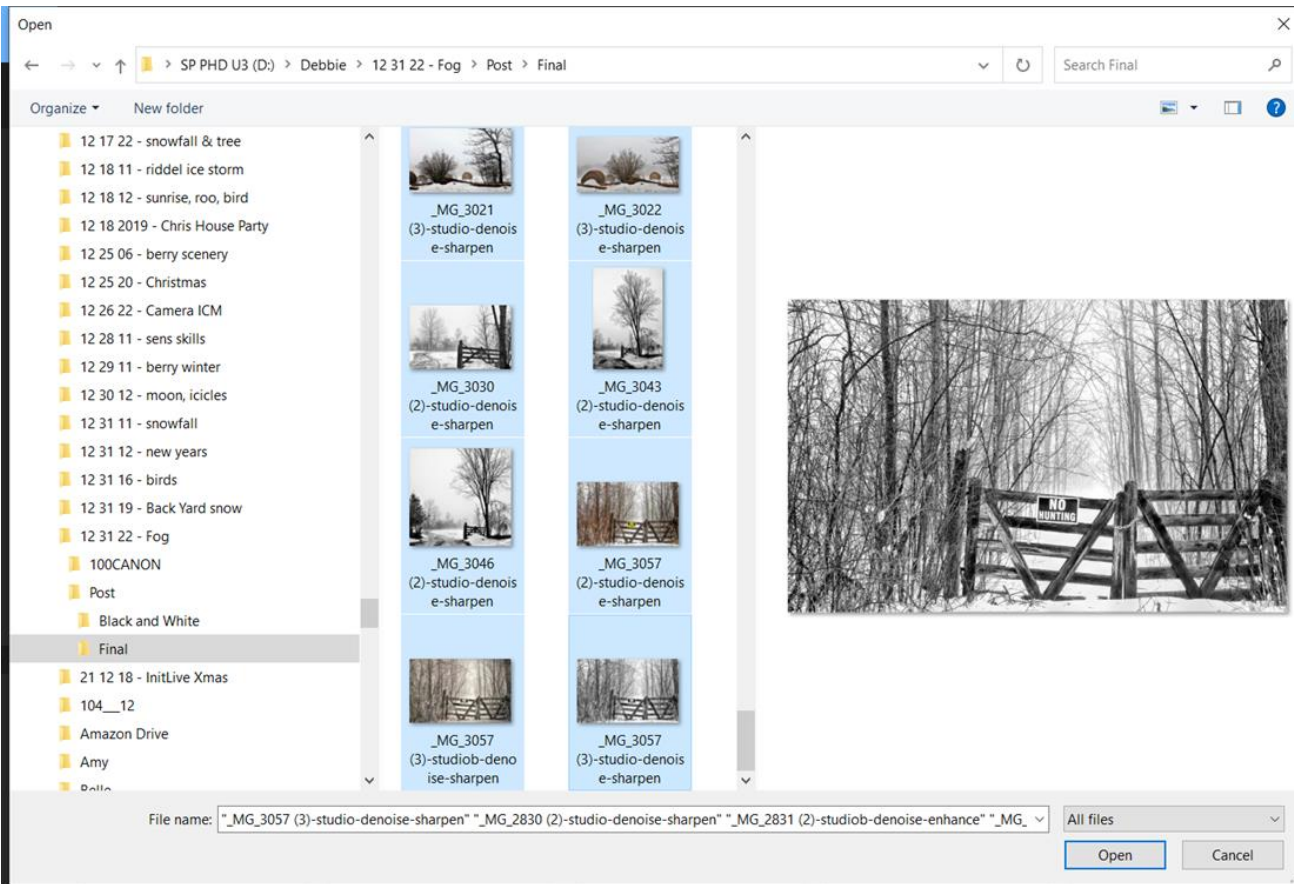 Open
SP PHD U3 (D:) > Debbie > 12 31 22 - Fog > Post > Final
Search Final
Organize
New folder
12 17 22 - snowfall & tree
12 18 11 - riddel ice storm
12 18 12 - sunrise, roo, bird
12 18 2019 - Chris House Party
12 25 06 - berry scenery
12 25 20 - Christmas
12 26 22 - Camera ICM
12 28 11 - sens skills
12 29 11 - berry winter
12 30 12 - moon, icicles
12 31 11 - snowfall
12 31 12 - new years
12 31 16 - birds
12 31 19 - Back Yard snow
12 31 22 - Fog
100CANON
Post
Black and White
Final
21 12 18 - InitLive Xmas
104__12
Amazon Drive
Amy
_MG_3021
(3)-studio-denois
e-sharpen
_MG_3022
(3)-studio-denois
e-sharpen
_MG_3030
(2)-studio-denois
e-sharpen
_MG_3043
(2)-studio-denois
e-sharpen
_MG_3046
(2)-studio-denois
e-sharpen
_MG_3057
(2)-studio-denois
e-sharpen
_MG_3057
(3)-studiob-deno
ise-sharpen
_MG_3057
(3)-studio-denois
e-sharpen
NO
HUNTING
File name: "_MG_3057 (3)-studio-denoise-sharpen" "_MG_2830 (2)-studio-denoise-sharpen" "_MG_2831 (2)-studiob-denoise-enhance" "_MG_
All files
Open
Cancel